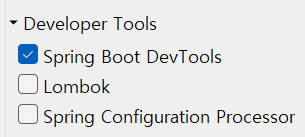 Developer Tools
Spring Boot DevTools
Lombok
Spring Configuration Processor